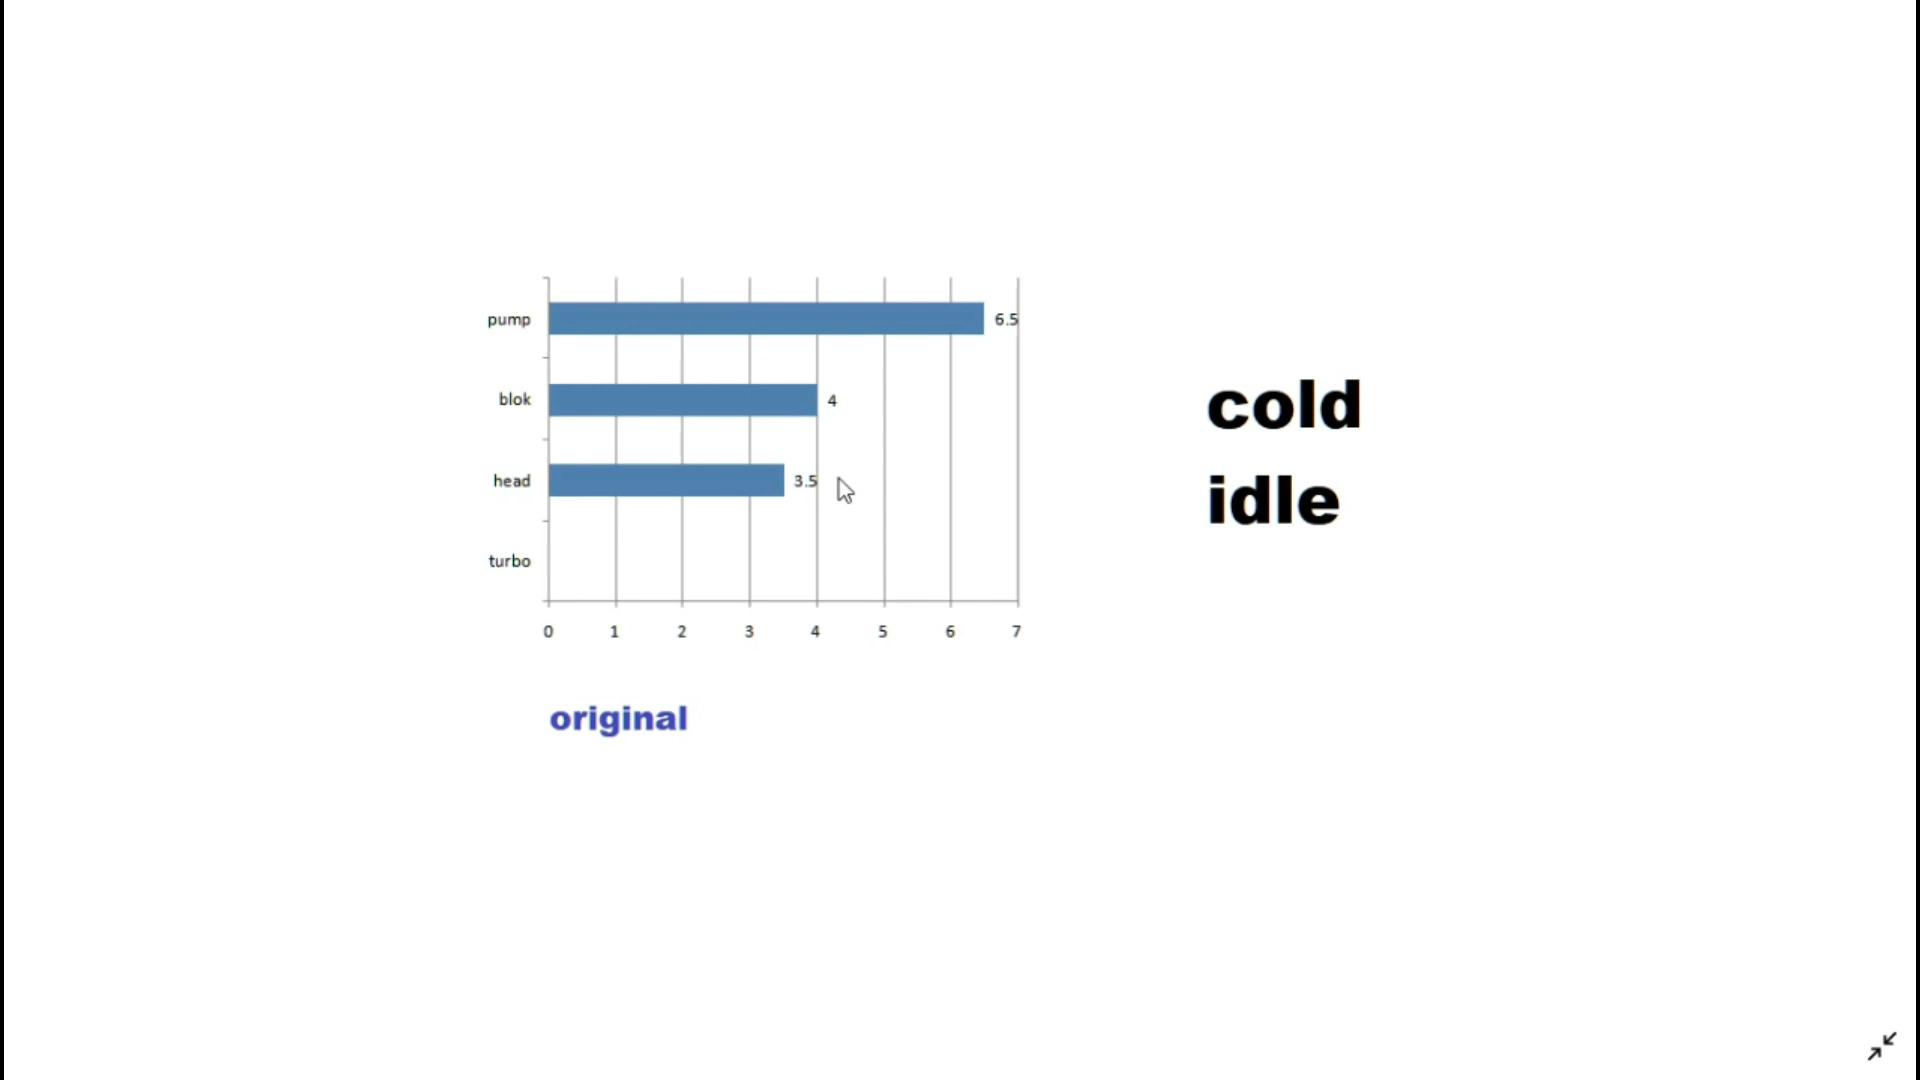 pump 6.5
blok 4
head 3.5
turbo
0 1 2 3 4 5 6 7
original
cold
idle